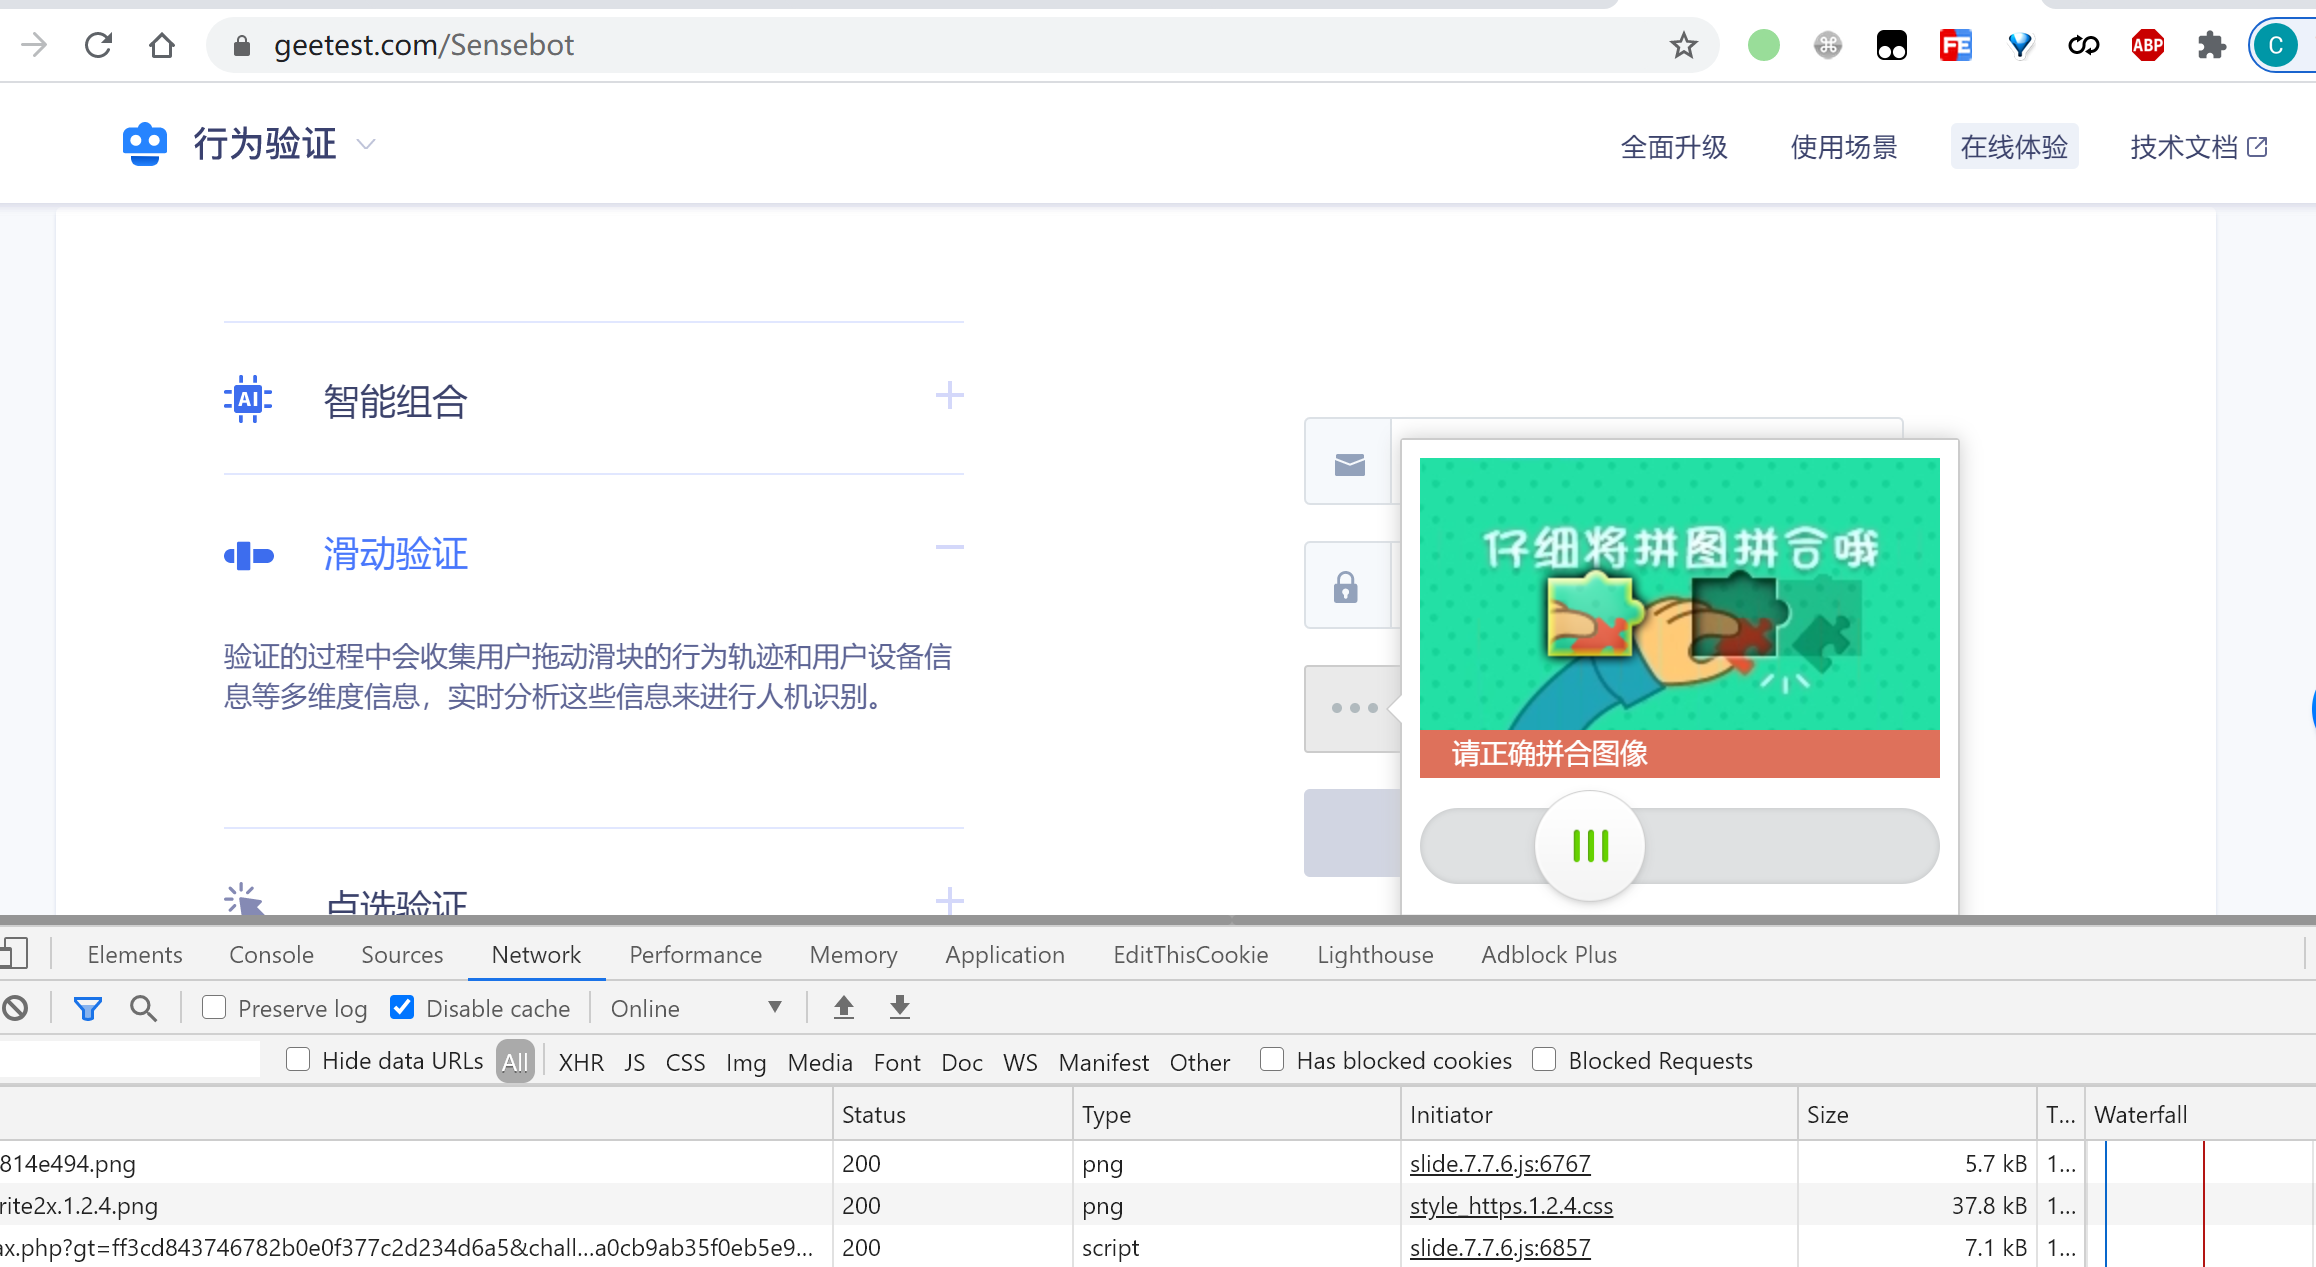 geetest.com/Sensebot
FE
ABP
C
行为验证
全面升级 使用场景 在线体验 技术文档
AI
智能组合
滑动验证
验证的过程中会收集用户拖动滑块的行为轨迹和用户设备信
息等多维度信息，实时分析这些信息来进行人机识别。
点选验证
仔细将拼图拼合哦
请正确拼合图像
Elements Console Sources Network Performance Memory Application EditThisCookie Lighthouse Adblock Plus
Preserve log Disable cache Online
Hide data URLs All XHR JS CSS Img Media Font Doc WS Manifest Other Has blocked cookies Blocked Requests
Status Type Initiator Size T... Waterfall
814e494.png 200 png slide.7.7.6.js:6767 5.7 kB 1...
rite2x.1.2.4.png 200 png style_https.1.2.4.css 37.8 kB 1...
ax.php?gt=ff3cd843746782b0e0f377c2d234d6a5&chall...a0cb9ab35f0eb5e9... 200 script slide.7.7.6.js:6857 7.1 kB 1...